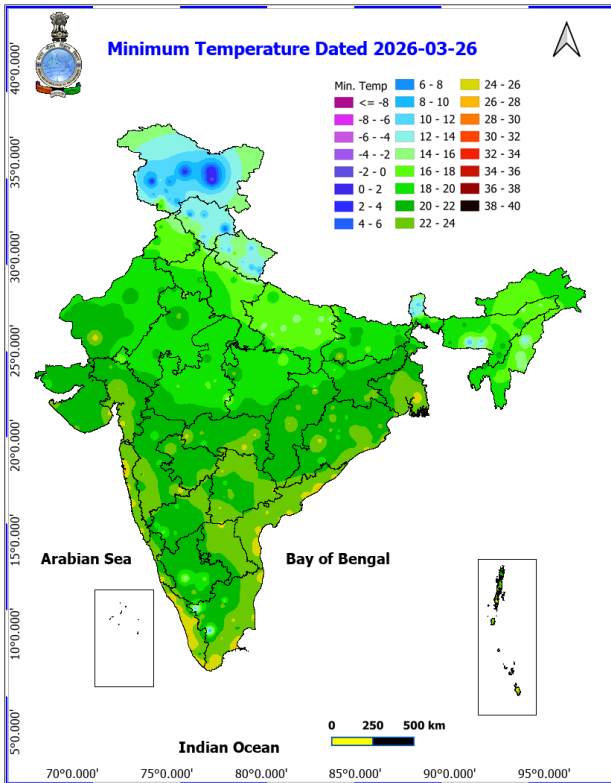 Minimum Temperature Dated 2026-03-26
Min. Temp
<= -8
-8 - -6
-6 - -4
-4 - -2
-2 - 0
0 - 2
2 - 4
4 - 6
6 - 8
8 - 10
10 - 12
12 - 14
14 - 16
16 - 18
18 - 20
20 - 22
22 - 24
24 - 26
26 - 28
28 - 30
30 - 32
32 - 34
34 - 36
36 - 38
38 - 40
40°0.000'
35°0.000'
30°0.000'
25°0.000'
20°0.000'
15°0.000'
10°0.000'
5°0.000'
Arabian Sea
Bay of Bengal
0 250 500 km
Indian Ocean
70°0.000' 75°0.000' 80°0.000' 85°0.000' 90°0.000' 95°0.000'